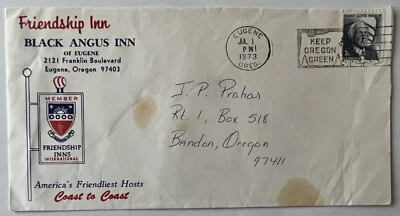 Friendship Inn
BLACK ANGUS INN
OF EUGENE
2121 Franklin Boulevard
Eugene, Oregon 97403
MEMBER
FRIENDSHIP
INNS
INTERNATIONAL
America's Friendliest Hosts
Coast to Coast
EUGENE
JUL 1
PM
1973
OREG.
KEEP
OREGON
GREEN
J. P. Prahar
Rt. 1, Box 518
Bandon, Oregon
97411